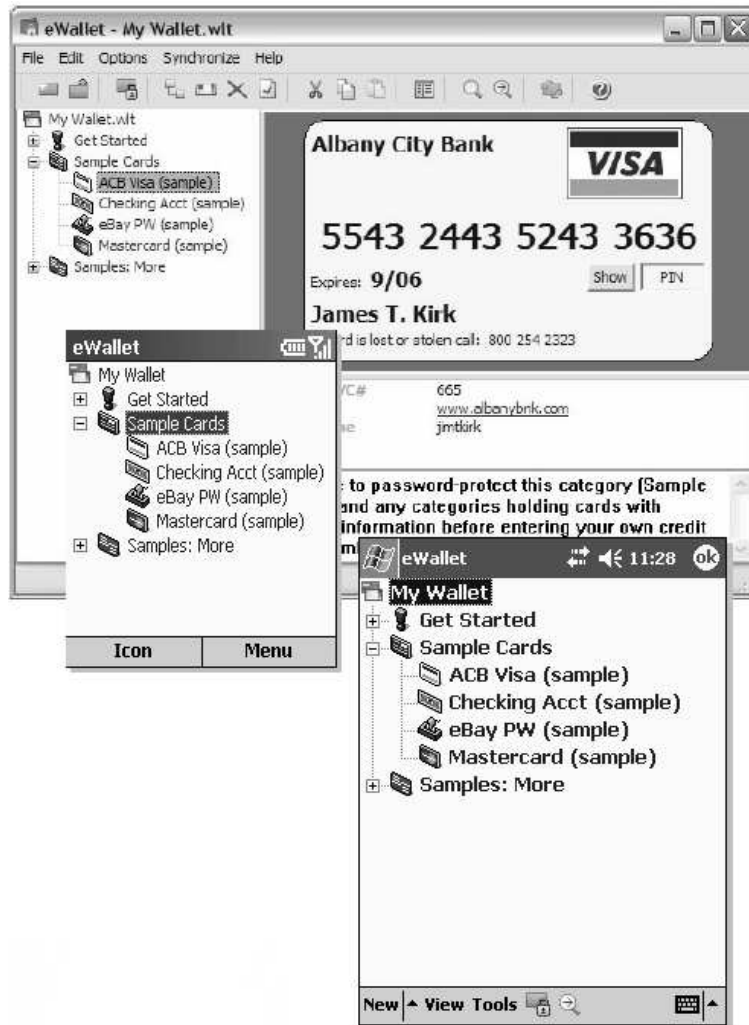 eWallet - My Wallet.wlt
File Edit Options Synchronize Help
My Wallet.wlt
Get Started
Sample Cards
ACB Visa (sample)
Checking Acct (sample)
eBay PW (sample)
Mastercard (sample)
Samples: More
Albany City Bank
VISA
5543 2443 5243 3636
Expires: 9/06
Show PIN
James T. Kirk
is lost or stolen call: 800 254 2323
665
www.albanybnk.com
jimtkirk
to password-protect this category (Sample
and any categories holding cards with
information before entering your own credit
eWallet
My Wallet
Get Started
Sample Cards
ACB Visa (sample)
Checking Acct (sample)
eBay PW (sample)
Mastercard (sample)
Samples: More
Icon Menu
eWallet 11:28 ok
My Wallet
Get Started
Sample Cards
ACB Visa (sample)
Checking Acct (sample)
eBay PW (sample)
Mastercard (sample)
Samples: More
New View Tools